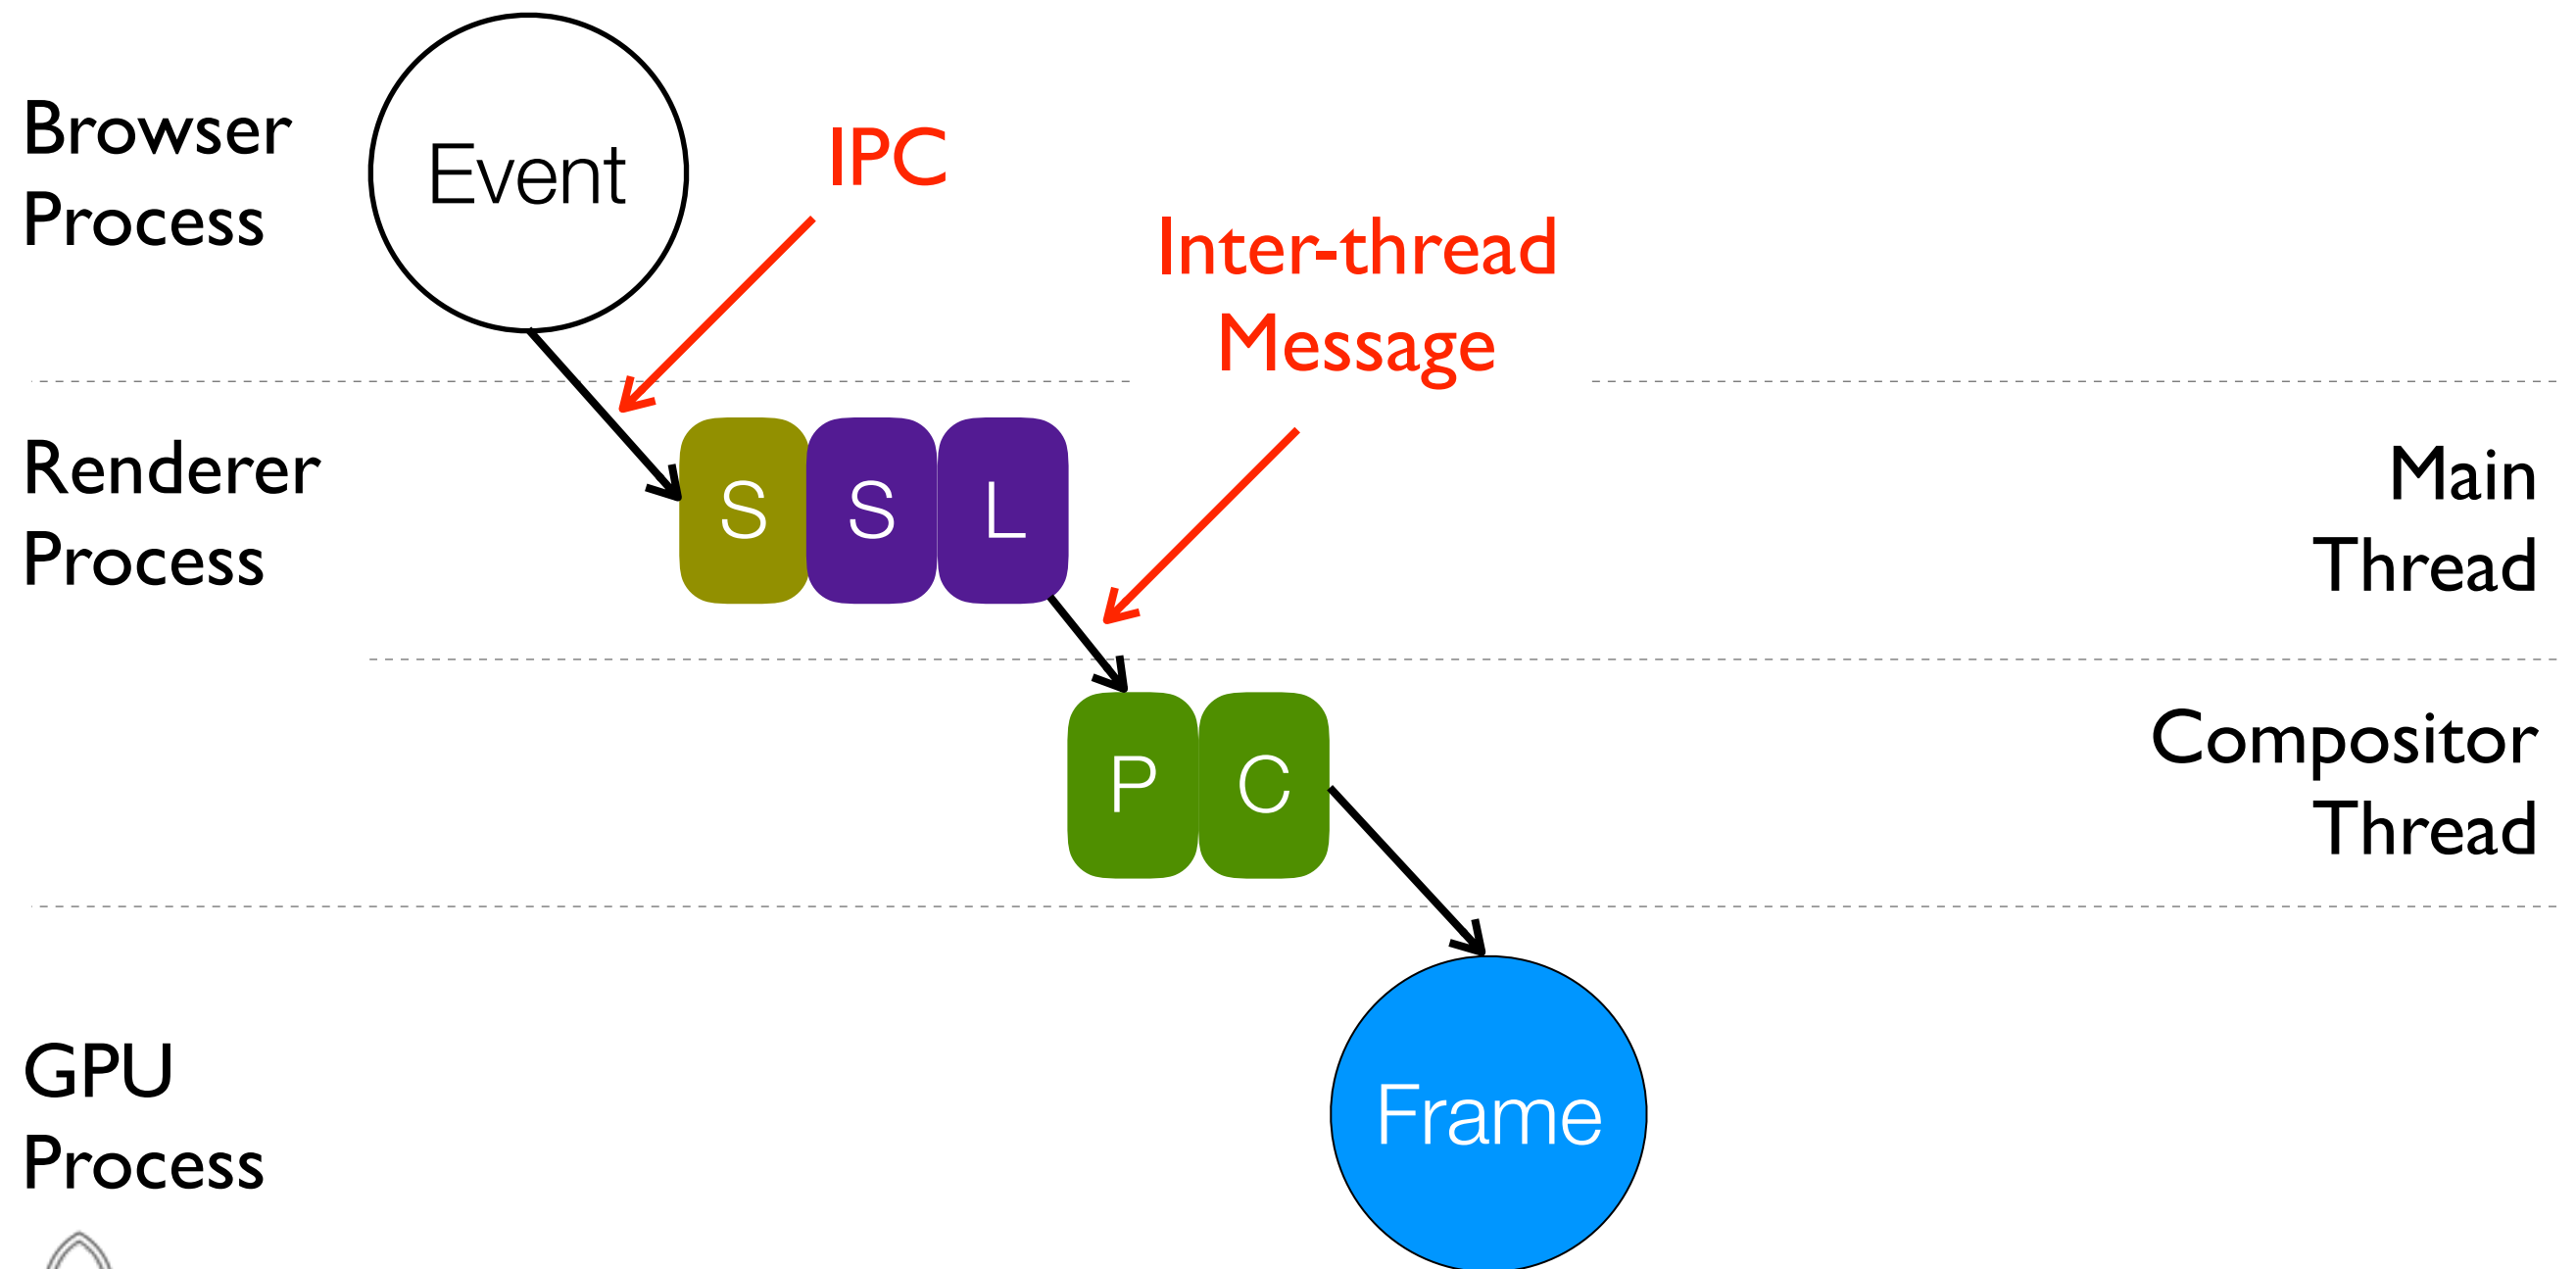 Browser
Process
Event
IPC
Inter-thread
Message
Renderer
Process
S S L
Main
Thread
P C
Compositor
Thread
GPU
Process
Frame